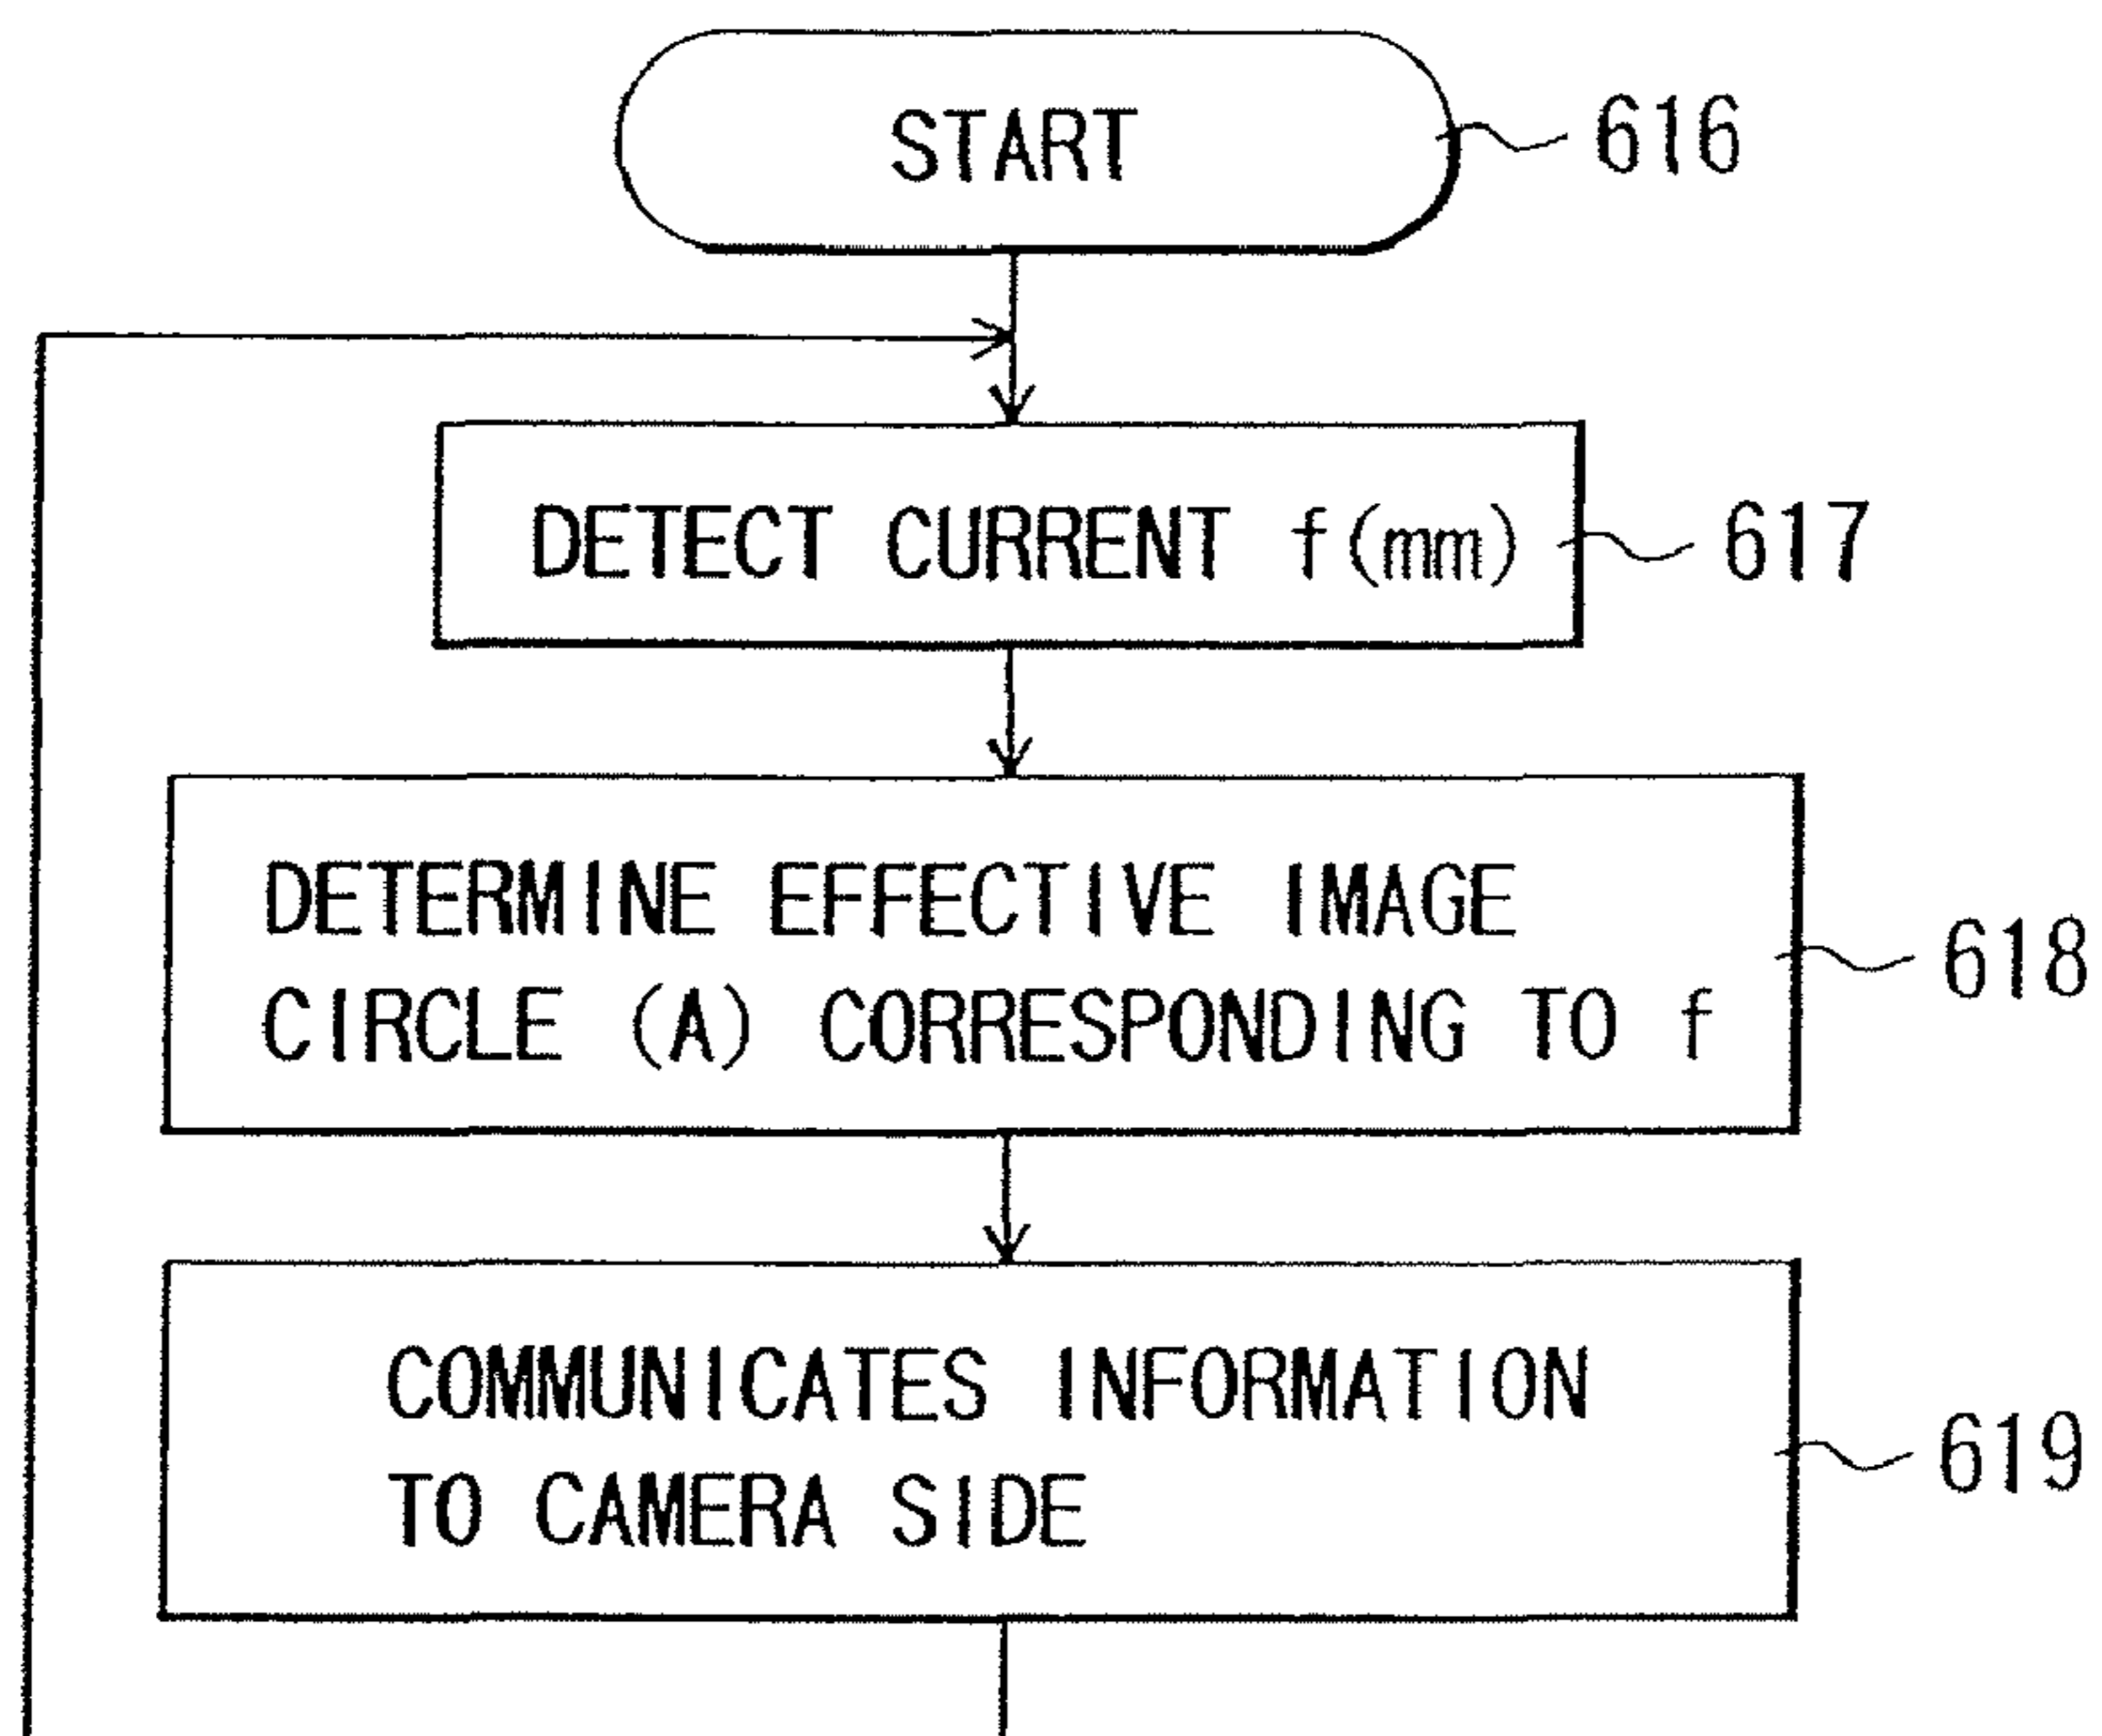 START
616
DETECT CURRENT f(mm)
617
DETERMINE EFFECTIVE IMAGE
CIRCLE (A) CORRESPONDING TO f
618
COMMUNICATES INFORMATION
TO CAMERA SIDE
619